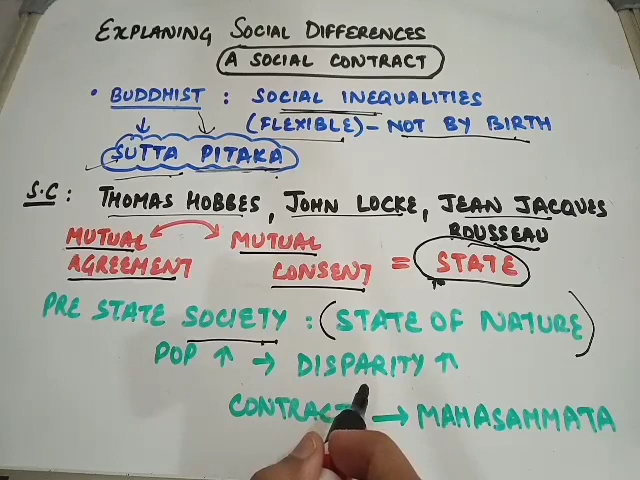 EXPLANING SOCIAL DIFFERENCES
A SOCIAL CONTRACT
• BUDDHIST : SOCIAL INEQUALITIES
(FLEXIBLE) - NOT BY BIRTH
SUTTA PITAKA
S.C : THOMAS HOBBES, JOHN LOCKE, JEAN JACQUES
ROUSSEAU
MUTUAL AGREEMENT MUTUAL CONSENT = STATE
PRE STATE SOCIETY : (STATE OF NATURE)
POP ↑ → DISPARITY ↑
CONTRACT → MAHASAMMATA